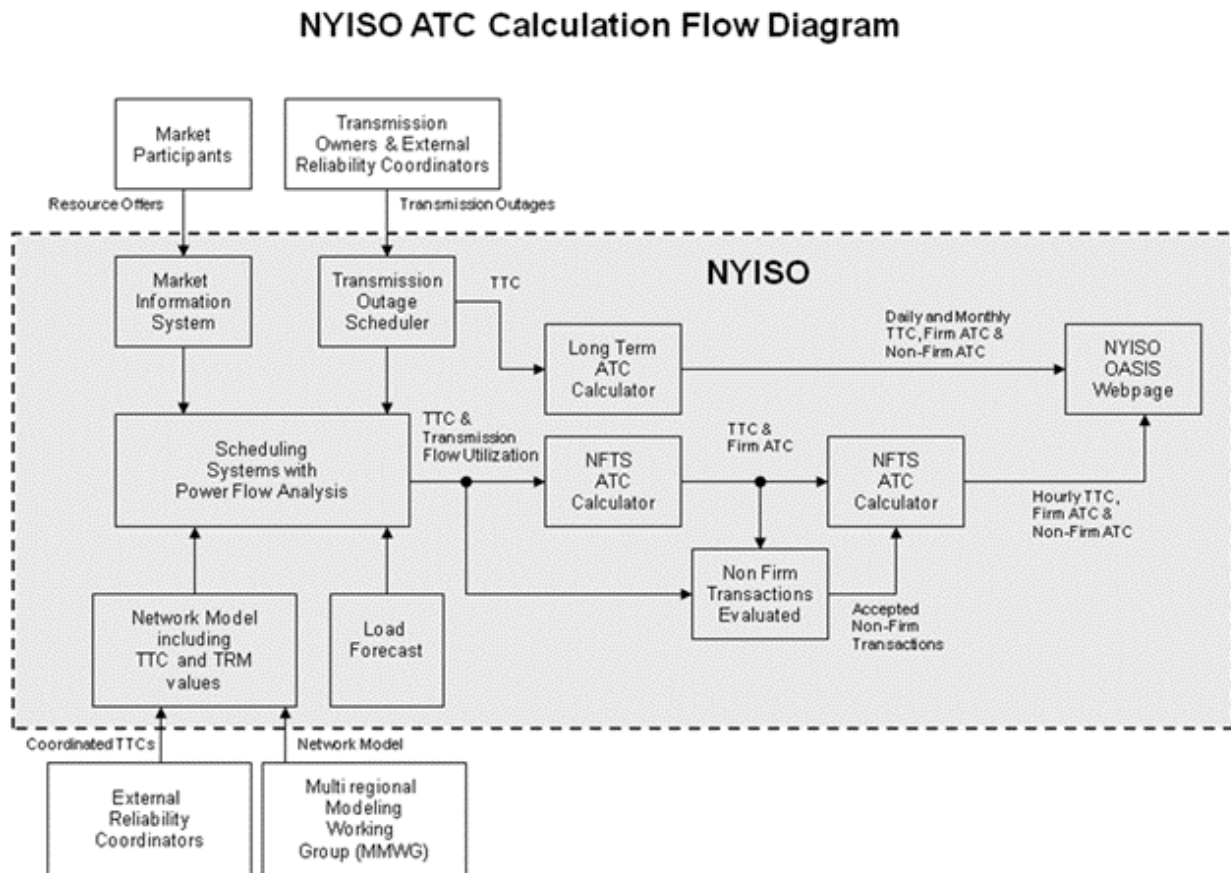 NYISO ATC Calculation Flow Diagram
Market
Participants
Transmission
Owners & External
Reliability Coordinators
Resource Offers
Transmission Outages
NYISO
Market
Information
System
Transmission
Outage
Scheduler
TTC
Long Term
ATC
Calculator
Daily and Monthly
TTC, Firm ATC &
Non-Firm ATC
NYISO
OASIS
Webpage
Scheduling
Systems with
Power Flow Analysis
TTC &
Transmission
Flow Utilization
NFTS
ATC
Calculator
TTC &
Firm ATC
NFTS
ATC
Calculator
Hourly TTC,
Firm ATC &
Non-Firm ATC
Non Firm
Transactions
Evaluated
Accepted
Non-Firm
Transactions
Network Model
including
TTC and TRM
values
Load
Forecast
Coordinated TTCs
Network Model
External
Reliability
Coordinators
Multi regional
Modeling
Working
Group (MMWG)